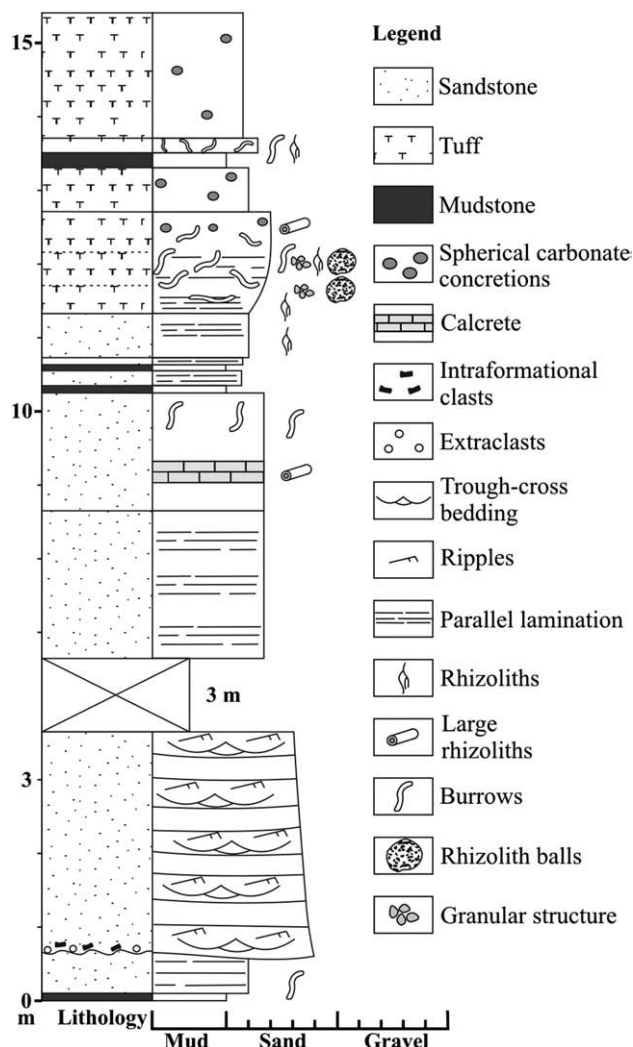 15
10
3 m
3
0
m
Lithology
Mud
Sand
Gravel
Legend
Sandstone
Tuff
Mudstone
Spherical carbonate
concretions
Calcrete
Intraformational
clasts
Extraclasts
Trough-cross
bedding
Ripples
Parallel lamination
Rhizoliths
Large
rhizoliths
Burrows
Rhizolith balls
Granular structure